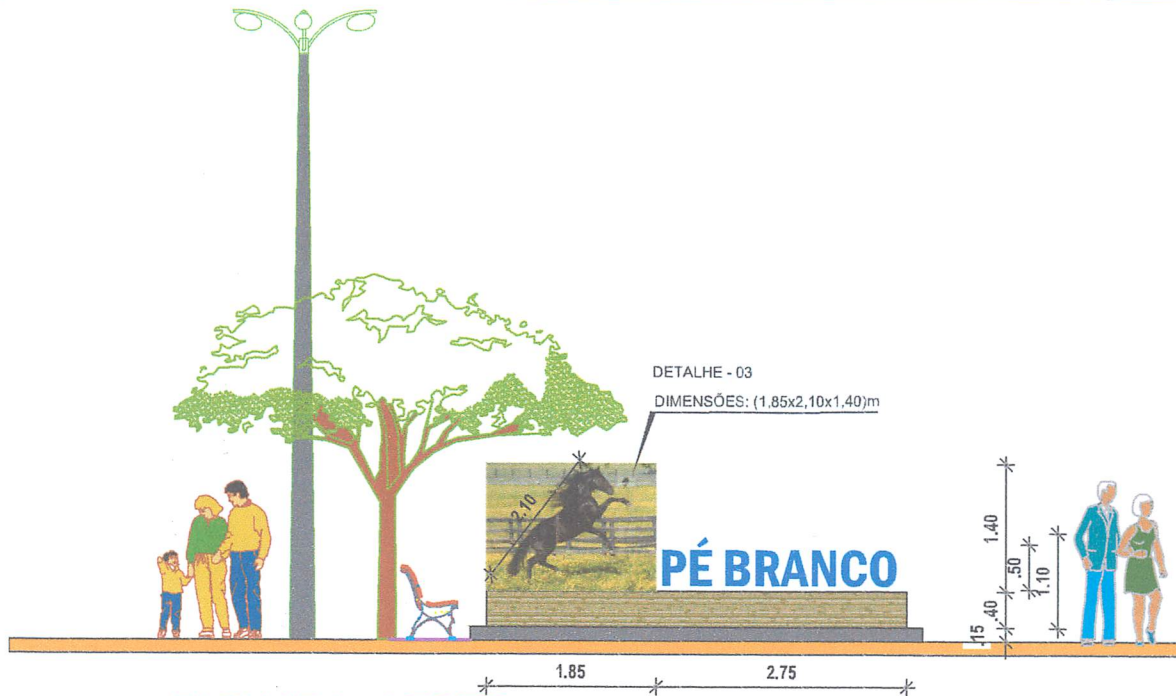 DETALHE - 03
DIMENSÕES: (1,85x2,10x1,40)m
2.10
PÉ BRANCO
1.40
.50
1.10
.40
.15
1.85
2.75